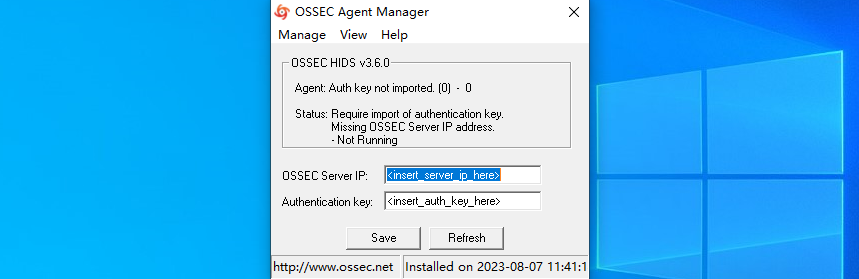 OSSEC Agent Manager
Manage View Help
OSSEC HIDS v3.6.0
Agent: Auth key not imported. (0) - 0
Status: Require import of authentication key.
Missing OSSEC Server IP address.
- Not Running
OSSEC Server IP: <insert_server_ip_here>
Authentication key: <insert_auth_key_here>
Save Refresh
http://www.ossec.net Installed on 2023-08-07 11:41:1